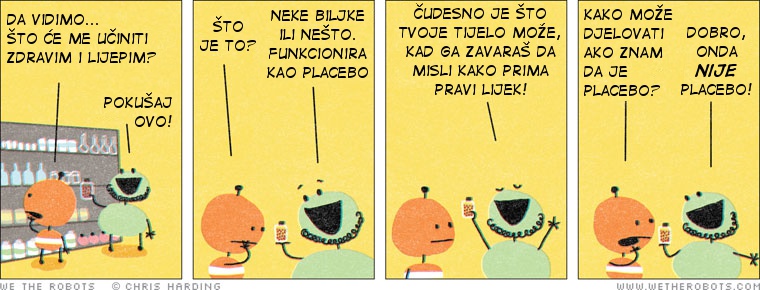 DA VIDIMO...
ŠTO ĆE ME UČINITI
ZDRAVIM I LIJEPIM?
POKUŠAJ
OVO!
ŠTO
JE TO?
NEKE BILJKE
ILI NEŠTO.
FUNKCIONIRA
KAO PLACEBO
ČUDESNO JE ŠTO
TVOJE TIJELO MOŽE,
KAD GA ZAVARAŠ DA
MISLI KAKO PRIMA
PRAVI LIJEK!
KAKO MOŽE
DJELOVATI
AKO ZNAM
DA JE
PLACEBO?
DOBRO,
ONDA
NIJE
PLACEBO!
WE THE ROBOTS © CHRIS HARDING
WWW.WETHEROBOTS.COM